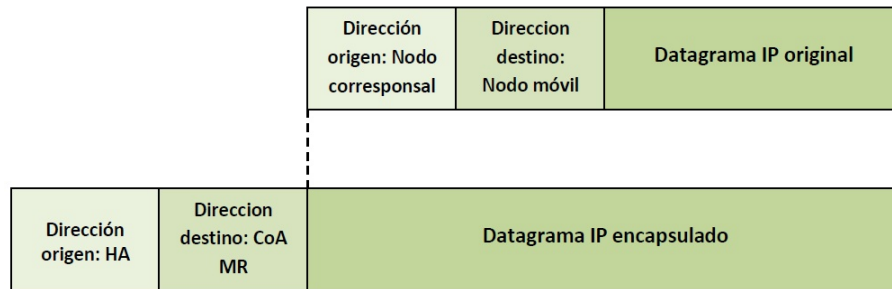 Dirección
origen: Nodo
corresponsal
Direccion
destino:
Nodo móvil
Datagrama IP original
Dirección
origen: HA
Direccion
destino: CoA
MR
Datagrama IP encapsulado